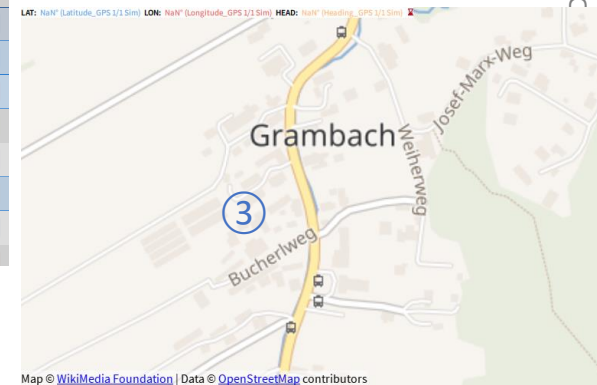 LAT: NaN° (Latitude_GPS 1/1 Sim) LON: NaN° (Longitude_GPS 1/1 Sim) HEAD: NaN° (Heading_GPS 1/1 Sim)
Josef-Marx-Weg
Grambach
Weiherweg
3
Bucherlweg
Map © WikiMedia Foundation | Data © OpenStreetMap contributors